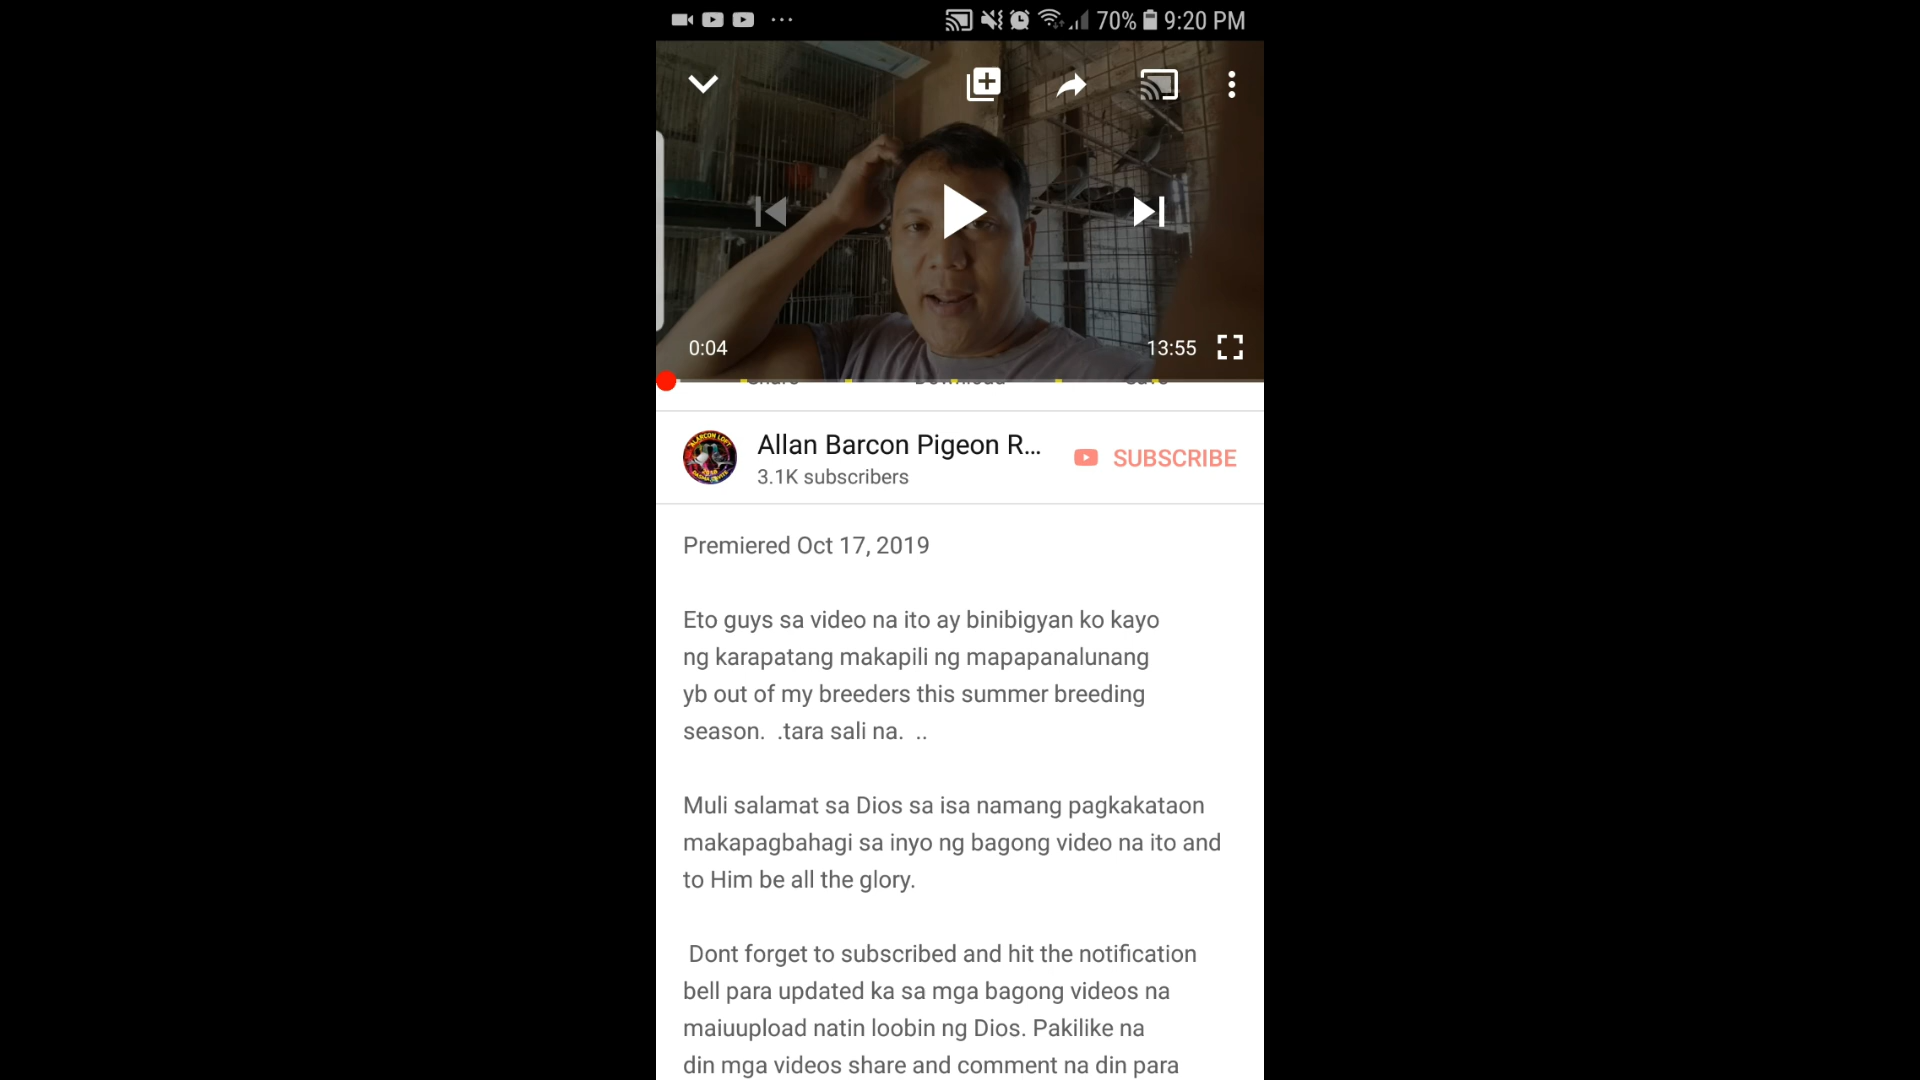 70% 9:20 PM
0:04
13:55
Share Download Save
Allan Barcon Pigeon R...
SUBSCRIBE
3.1K subscribers
Premiered Oct 17, 2019
Eto guys sa video na ito ay binibigyan ko kayo
ng karapatang makapili ng mapapanalunang
yb out of my breeders this summer breeding
season.  .tara sali na.  ..
Muli salamat sa Dios sa isa namang pagkakataon
makapagbahagi sa inyo ng bagong video na ito and
to Him be all the glory.
Dont forget to subscribed and hit the notification
bell para updated ka sa mga bagong videos na
maiuupload natin loobin ng Dios. Pakilike na
din mga videos share and comment na din para